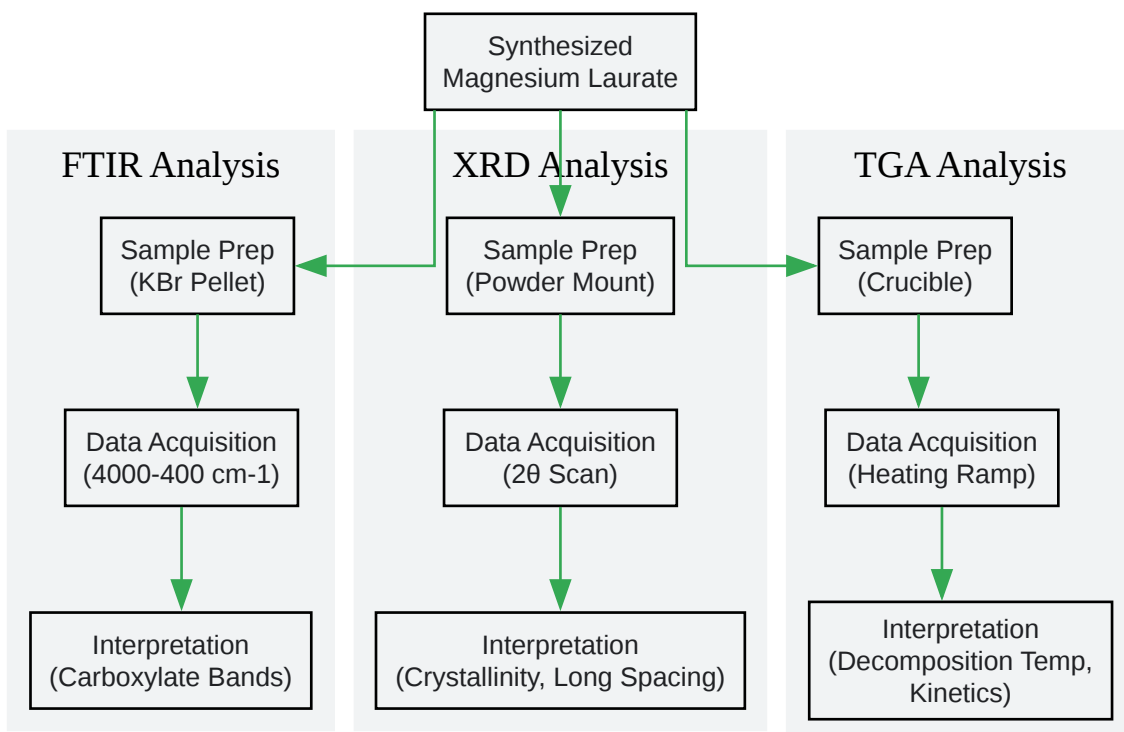 Synthesized
Magnesium Laurate
FTIR Analysis
Sample Prep
(KBr Pellet)
Data Acquisition
(4000-400 cm-1)
Interpretation
(Carboxylate Bands)
XRD Analysis
Sample Prep
(Powder Mount)
Data Acquisition
(2θ Scan)
Interpretation
(Crystallinity, Long Spacing)
TGA Analysis
Sample Prep
(Crucible)
Data Acquisition
(Heating Ramp)
Interpretation
(Decomposition Temp,
Kinetics)